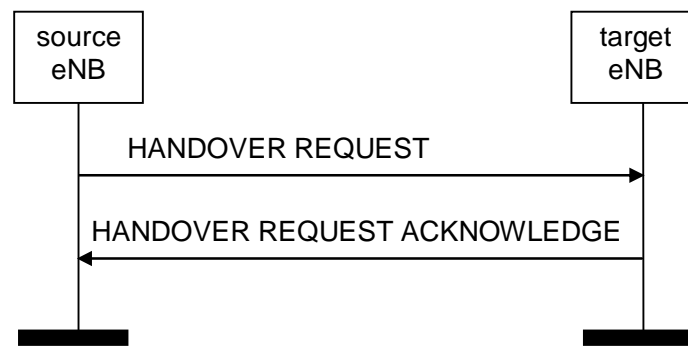 source
eNB
target
eNB
HANDOVER REQUEST
HANDOVER REQUEST ACKNOWLEDGE